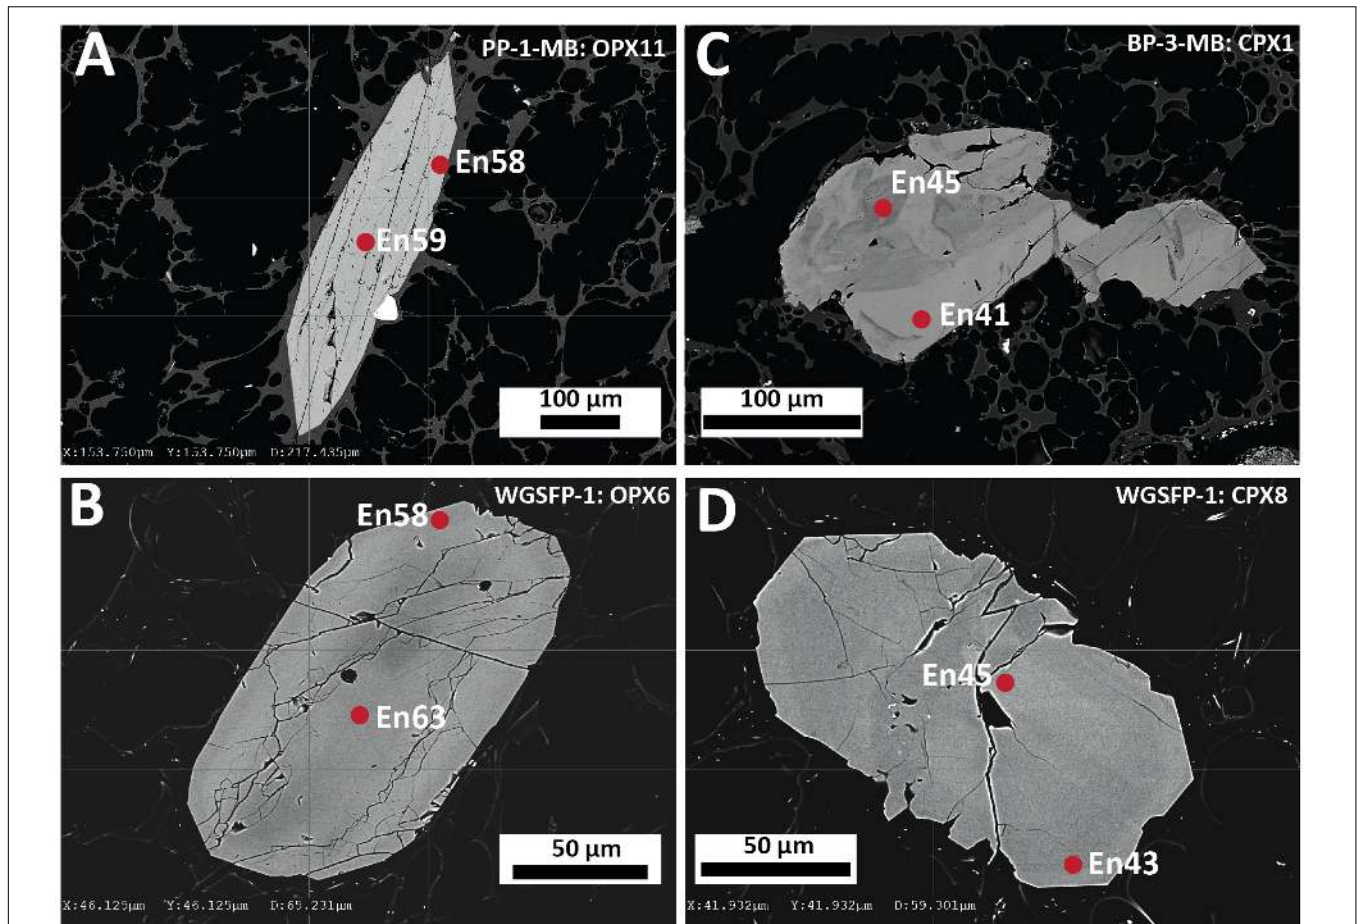 A
PP-1-MB: OPX11
En58
En59
100 µm
X:153.750µm Y:153.750µm D:217.435µm
C
BP-3-MB: CPX1
En45
En41
100 µm
B
WGSFP-1: OPX6
En58
En63
50 µm
X:46.125µm Y:46.125µm D:65.231µm
D
WGSFP-1: CPX8
En45
En43
50 µm
X:41.932µm Y:41.932µm D:59.301µm